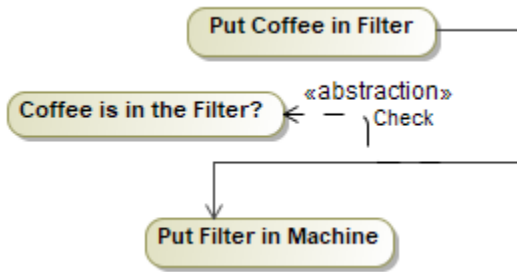 Put Coffee in Filter
«abstraction»
Coffee is in the Filter?
Check
Put Filter in Machine